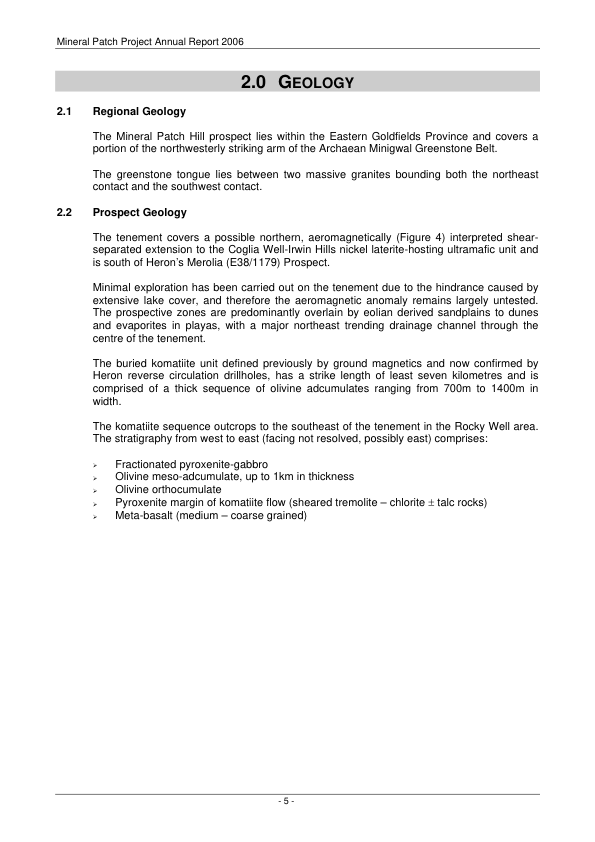 Mineral Patch Project Annual Report 2006
2.0 GEOLOGY
2.1 Regional Geology
The Mineral Patch Hill prospect lies within the Eastern Goldfields Province and covers a
portion of the northwesterly striking arm of the Archaean Minigwal Greenstone Belt.
The greenstone tongue lies between two massive granites bounding both the northeast
contact and the southwest contact.
2.2 Prospect Geology
The tenement covers a possible northern, aeromagnetically (Figure 4) interpreted shear-
separated extension to the Coglia Well-Irwin Hills nickel laterite-hosting ultramafic unit and
is south of Heron's Merolia (E38/1179) Prospect.
Minimal exploration has been carried out on the tenement due to the hindrance caused by
extensive lake cover, and therefore the aeromagnetic anomaly remains largely untested.
The prospective zones are predominantly overlain by eolian derived sandplains to dunes
and evaporites in playas, with a major northeast trending drainage channel through the
centre of the tenement.
The buried komatiite unit defined previously by ground magnetics and now confirmed by
Heron reverse circulation drillholes, has a strike length of least seven kilometres and is
comprised of a thick sequence of olivine adcumulates ranging from 700m to 1400m in
width.
The komatiite sequence outcrops to the southeast of the tenement in the Rocky Well area.
The stratigraphy from west to east (facing not resolved, possibly east) comprises:
➢ Fractionated pyroxenite-gabbro
➢ Olivine meso-adcumulate, up to 1km in thickness
➢ Olivine orthocumulate
➢ Pyroxenite margin of komatiite flow (sheared tremolite – chlorite ± talc rocks)
➢ Meta-basalt (medium – coarse grained)
- 5 -